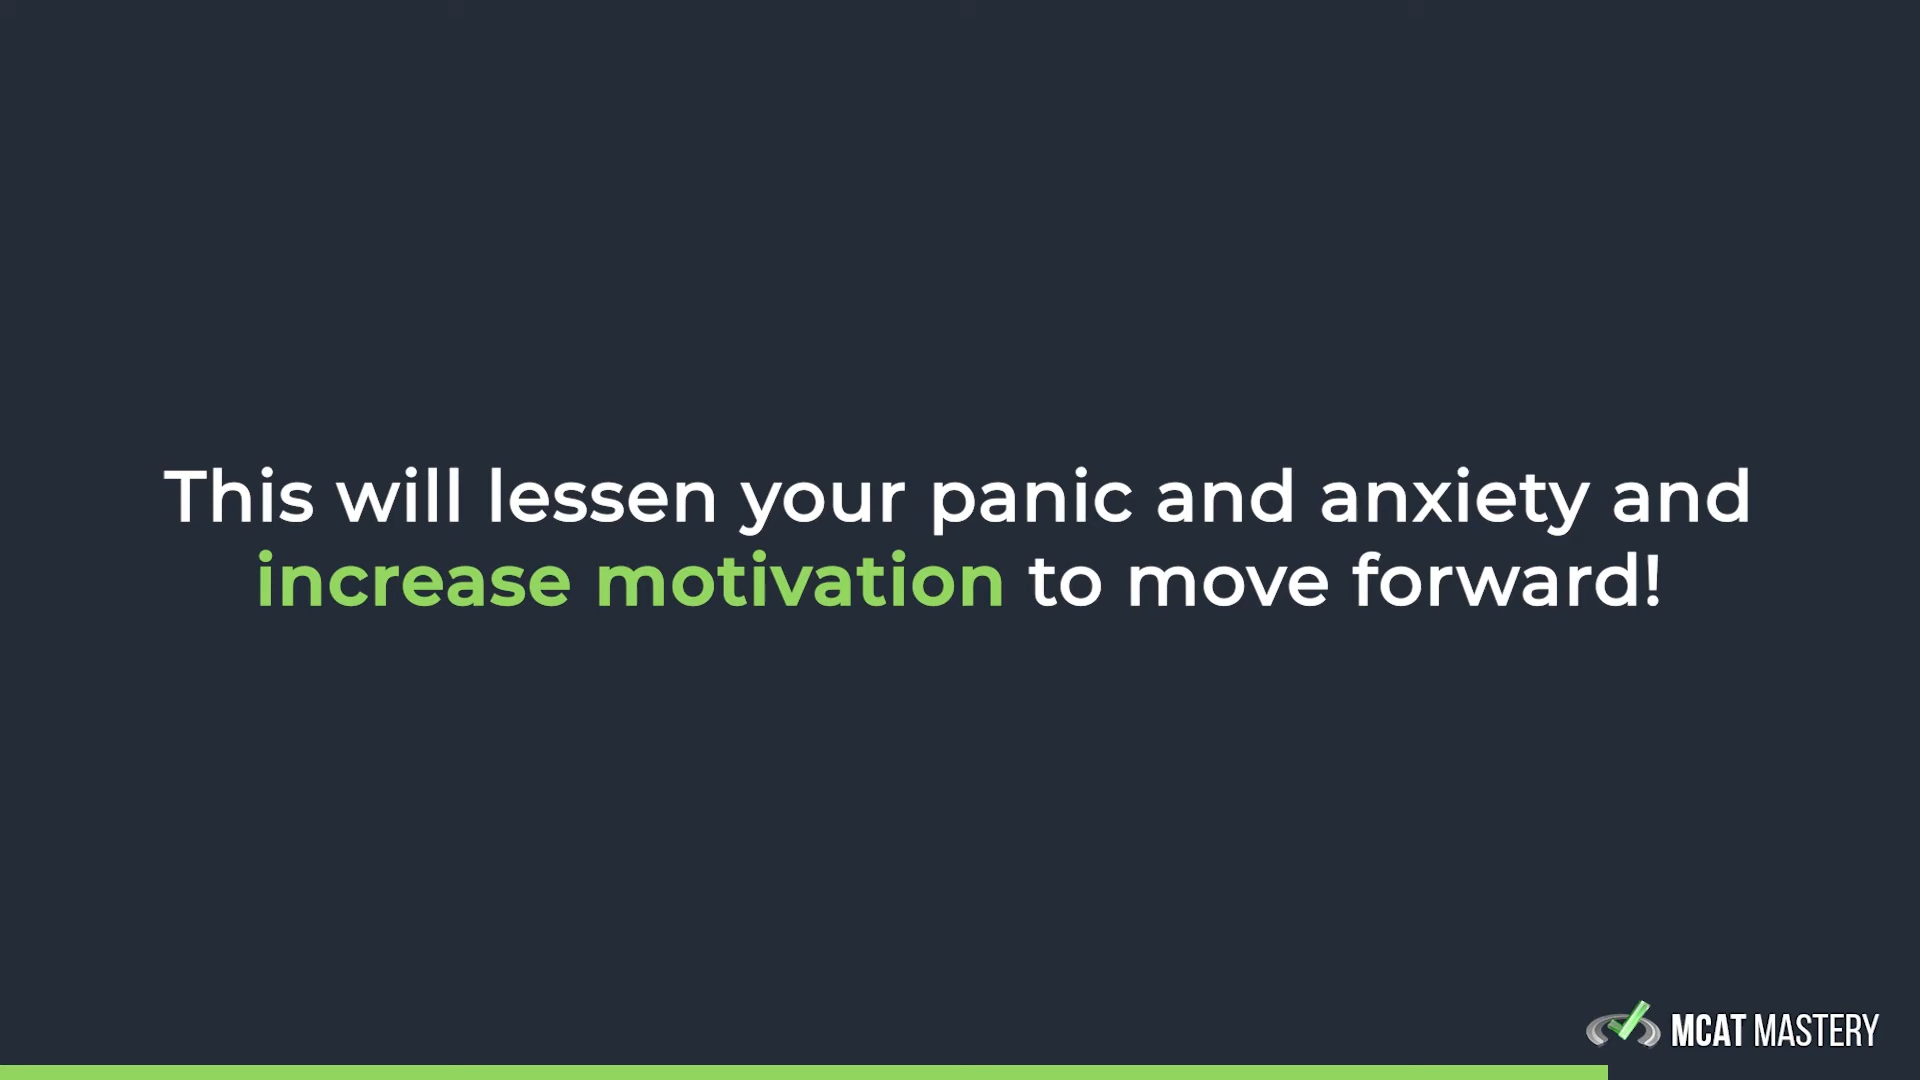 This will lessen your panic and anxiety and
increase motivation to move forward!
MCAT MASTERY